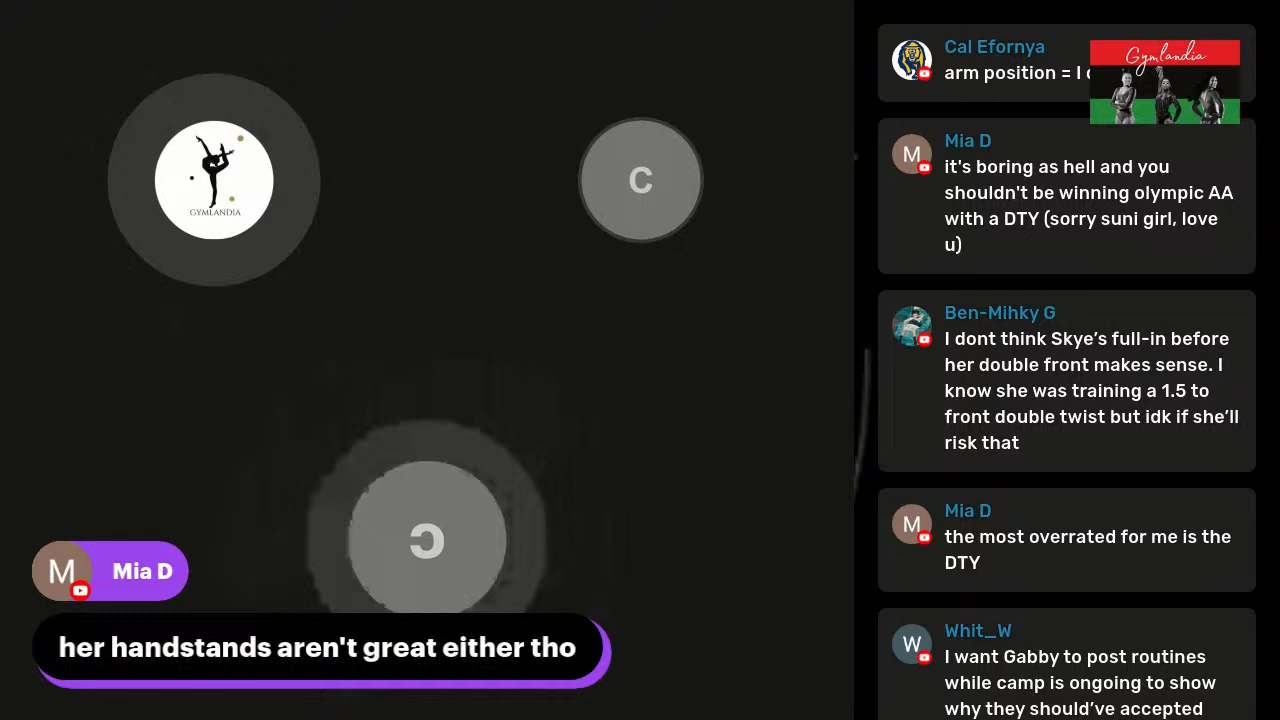 GYMLANDIA
C
C
M
Mia D
her handstands aren't great either tho
Cal Efornya
arm position = I
Gymlandia
M
Mia D
it's boring as hell and you
shouldn't be winning olympic AA
with a DTY (sorry suni girl, love
u)
Ben-Mihky G
I dont think Skye’s full-in before
her double front makes sense. I
know she was training a 1.5 to
front double twist but idk if she’ll
risk that
M
Mia D
the most overrated for me is the
DTY
W
Whit_W
I want Gabby to post routines
while camp is ongoing to show
why they should’ve accepted